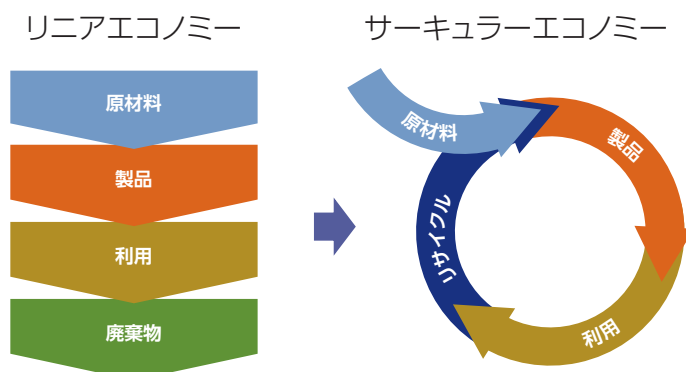 リニアエコノミー
原材料
製品
利用
廃棄物
サーキュラーエコノミー
原材料
製品
利用
リサイクル